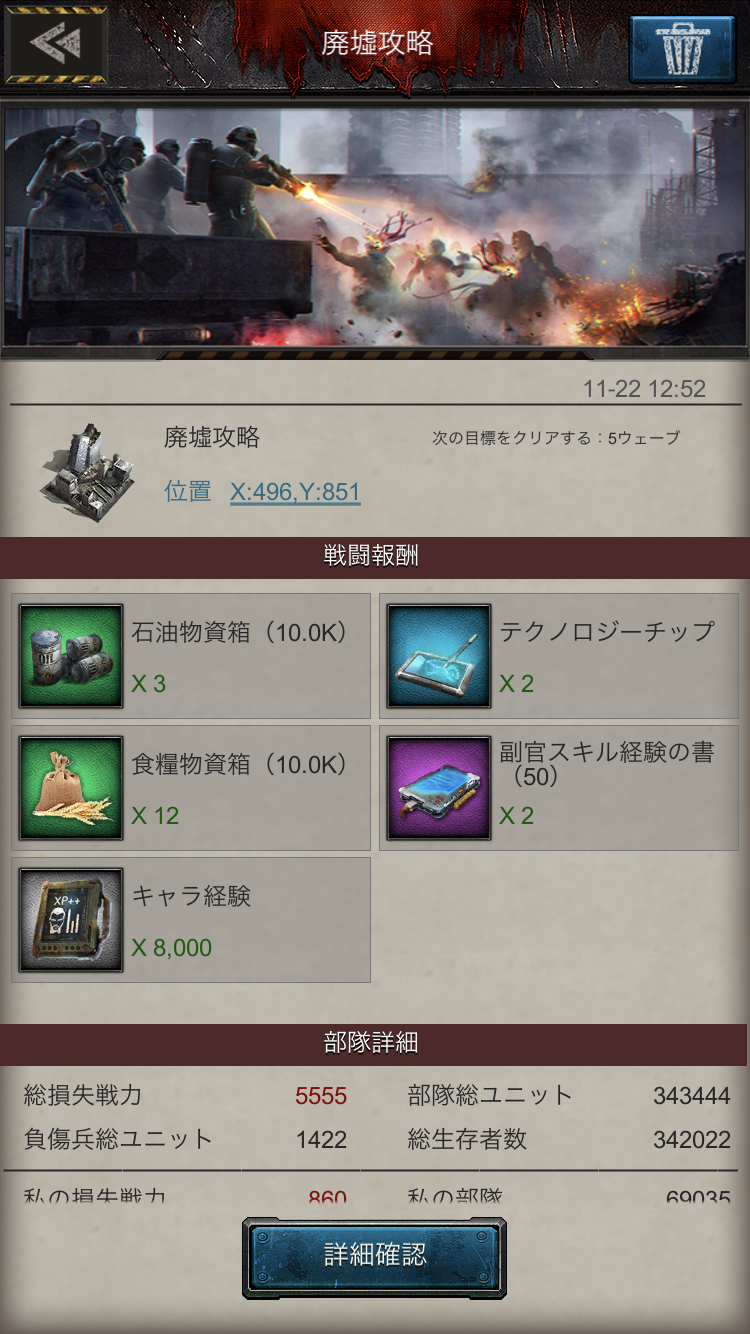 廃墟攻略
11-22 12:52
廃墟攻略
次の目標をクリアする：5ウェーブ
位置 X:496,Y:851
戦闘報酬
石油物資箱（10.0K）
X 3
テクノロジーチップ
X 2
食糧物資箱（10.0K）
X 12
副官スキル経験の書
（50）
X 2
XP++
キャラ経験
X 8,000
部隊詳細
総損失戦力 5555 部隊総ユニット 343444
負傷兵総ユニット 1422 総生存者数 342022
私の損失戦力 860 私の部隊 69035
詳細確認